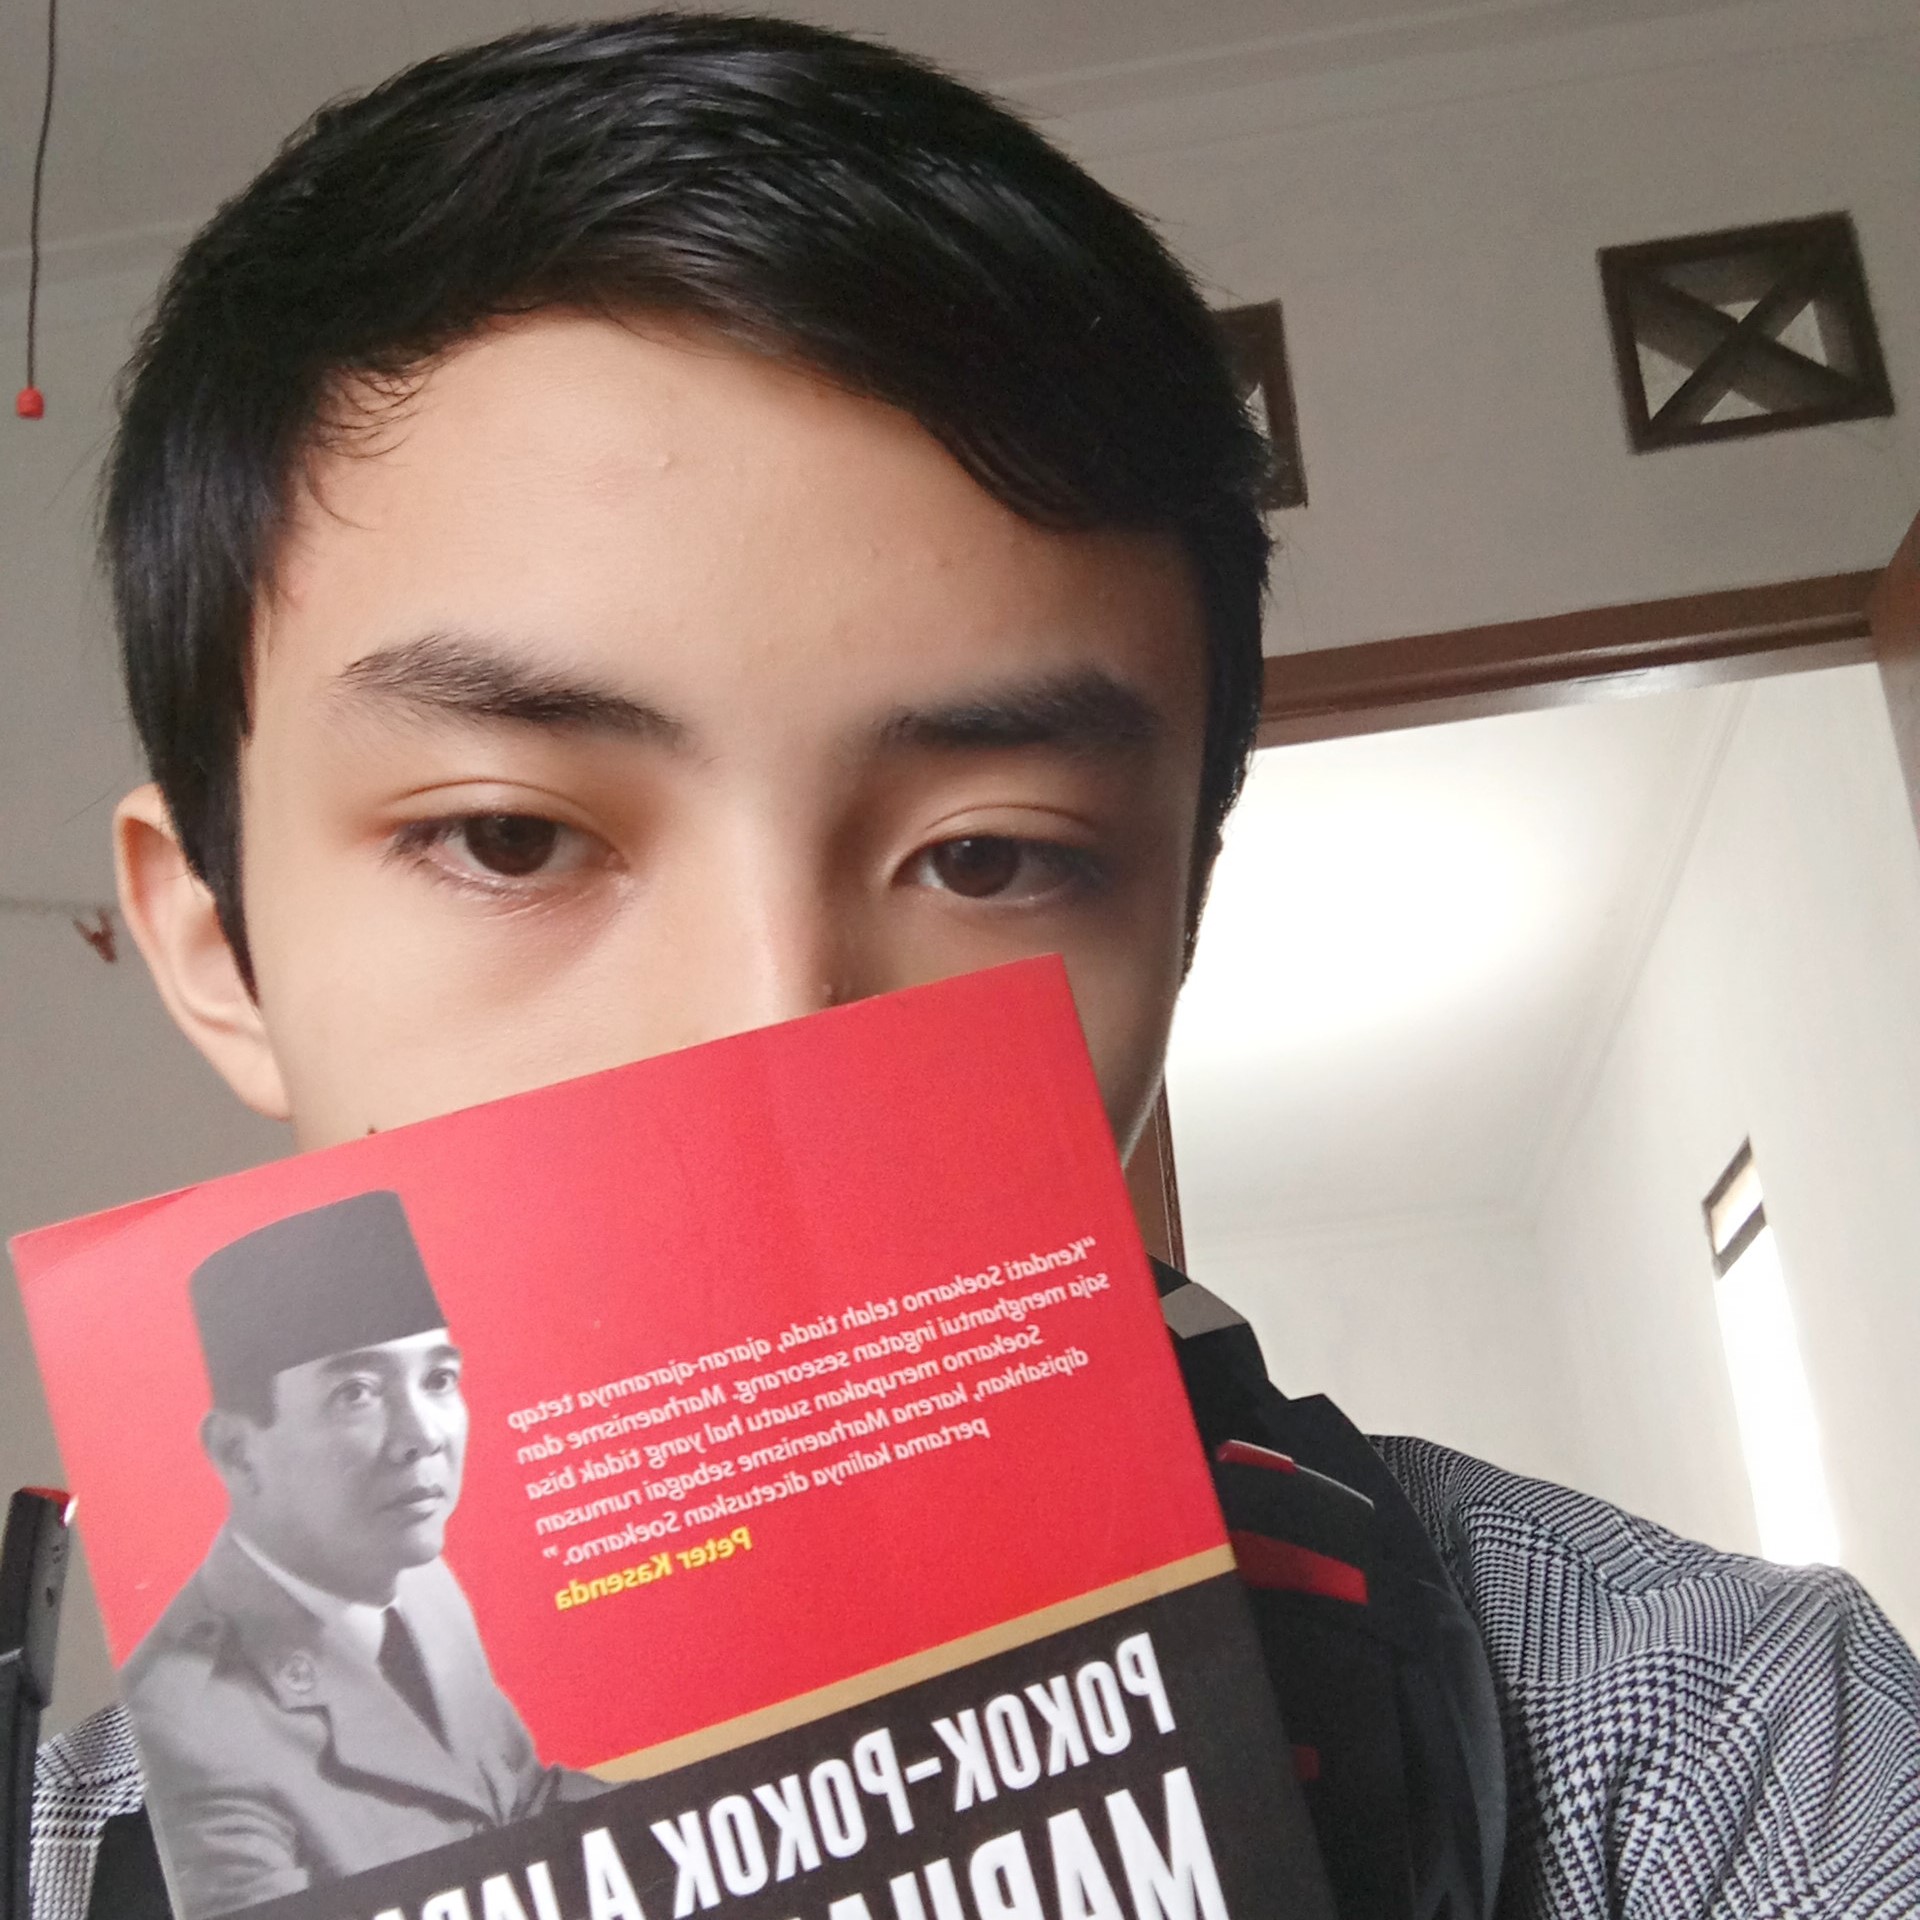 "Kendati Soekarno telah tiada, ajaran-ajarannya tetap
saja menghantui ingatan seseorang. Marhaenisme dan
Soekarno merupakan suatu hal yang tidak bisa
dipisahkan, karena Marhaenisme sebagai rumusan
pertama kalinya dicetuskan Soekarno."
Peter Kasenda
POKOK-POKOK